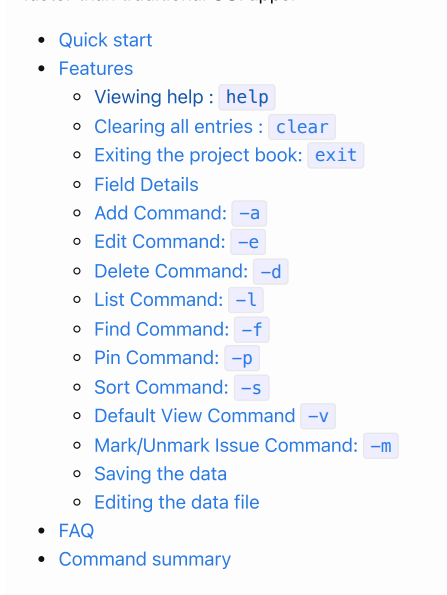 Quick start
Features
Viewing help : help
Clearing all entries : clear
Exiting the project book: exit
Field Details
Add Command: -a
Edit Command: -e
Delete Command: -d
List Command: -l
Find Command: -f
Pin Command: -p
Sort Command: -s
Default View Command -v
Mark/Unmark Issue Command: -m
Saving the data
Editing the data file
FAQ
Command summary